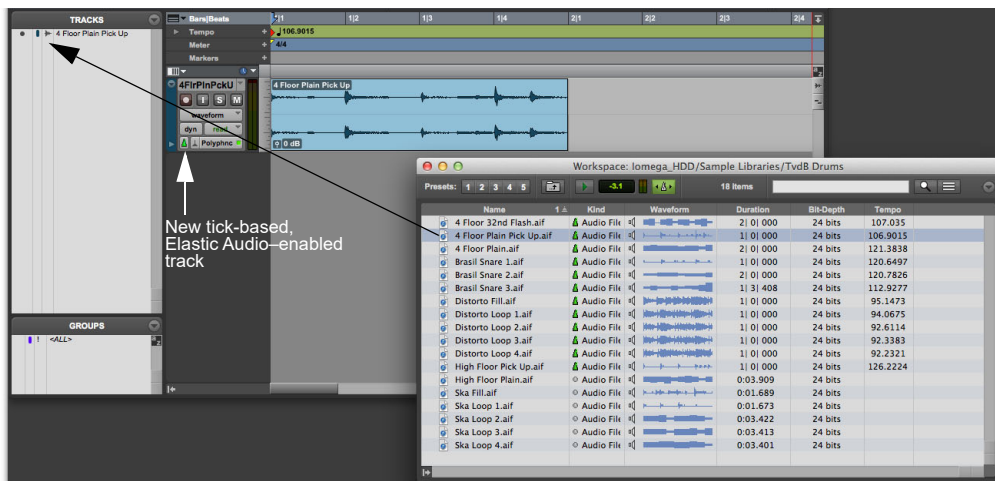 TRACKS
4 Floor Plain Pick Up
Bars|Beats
1|1 1|2 1|3 1|4 2|1 2|2 2|3 2|4
Tempo + 106.9015
Meter + 4/4
Markers +
4FlrPlnPckU
I S M
waveform
dyn read
Polyphnc
4 Floor Plain Pick Up
0 dB
New tick-based,
Elastic Audio–enabled
track
GROUPS
! <ALL>
a z
Workspace: Iomega_HDD/Sample Libraries/TvdB Drums
Presets: 1 2 3 4 5 -3.1 18 items
Name 1 Kind Waveform Duration Bit-Depth Tempo
4 Floor 32nd Flash.aif Audio File 2| 0| 000 24 bits 107.035
4 Floor Plain Pick Up.aif Audio File 1| 0| 000 24 bits 106.9015
4 Floor Plain.aif Audio File 2| 0| 000 24 bits 121.3838
Brasil Snare 1.aif Audio File 1| 0| 000 24 bits 120.6497
Brasil Snare 2.aif Audio File 2| 0| 000 24 bits 120.7826
Brasil Snare 3.aif Audio File 1| 3| 408 24 bits 112.9277
Distorto Fill.aif Audio File 1| 0| 000 24 bits 95.1473
Distorto Loop 1.aif Audio File 1| 0| 000 24 bits 94.0675
Distorto Loop 2.aif Audio File 1| 0| 000 24 bits 92.6114
Distorto Loop 3.aif Audio File 1| 0| 000 24 bits 92.3383
Distorto Loop 4.aif Audio File 1| 0| 000 24 bits 92.2321
High Floor Pick Up.aif Audio File 1| 0| 000 24 bits 126.2224
High Floor Plain.aif Audio File 0:03.909 24 bits
Ska Fill.aif Audio File 0:01.689 24 bits
Ska Loop 1.aif Audio File 0:01.673 24 bits
Ska Loop 2.aif Audio File 0:03.422 24 bits
Ska Loop 3.aif Audio File 0:03.413 24 bits
Ska Loop 4.aif Audio File 0:03.401 24 bits